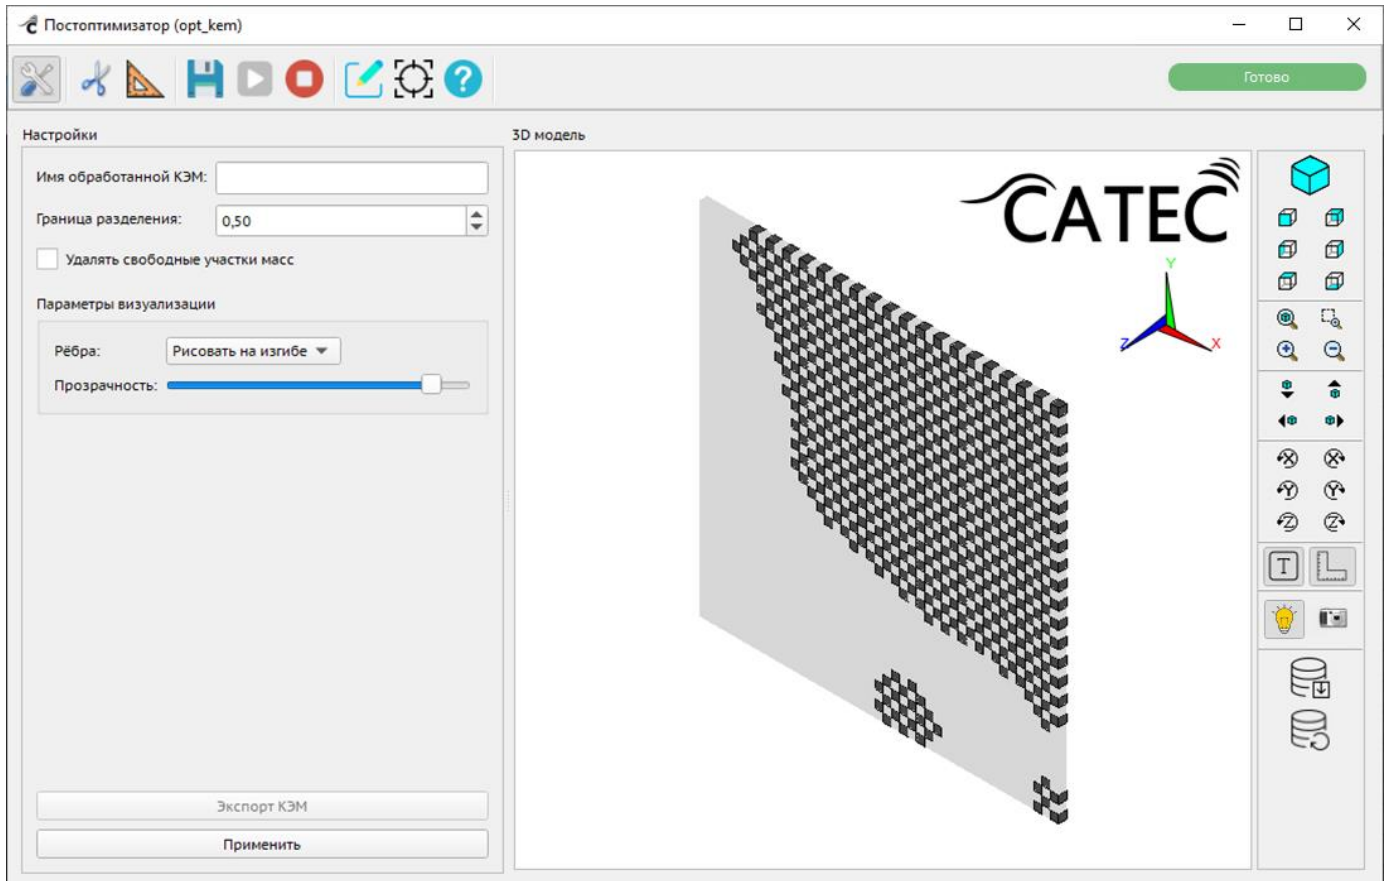 Постоптимизатор (opt_kem)
Готово
Настройки
3D модель
Имя обработанной КЭМ:
Граница разделения: 0,50
Удалять свободные участки масс
Параметры визуализации
Рёбра: Рисовать на изгибе
Прозрачность:
Экспорт КЭМ
Применить
CATEC
Y
Z X
X X
Y Y
Z Z
T